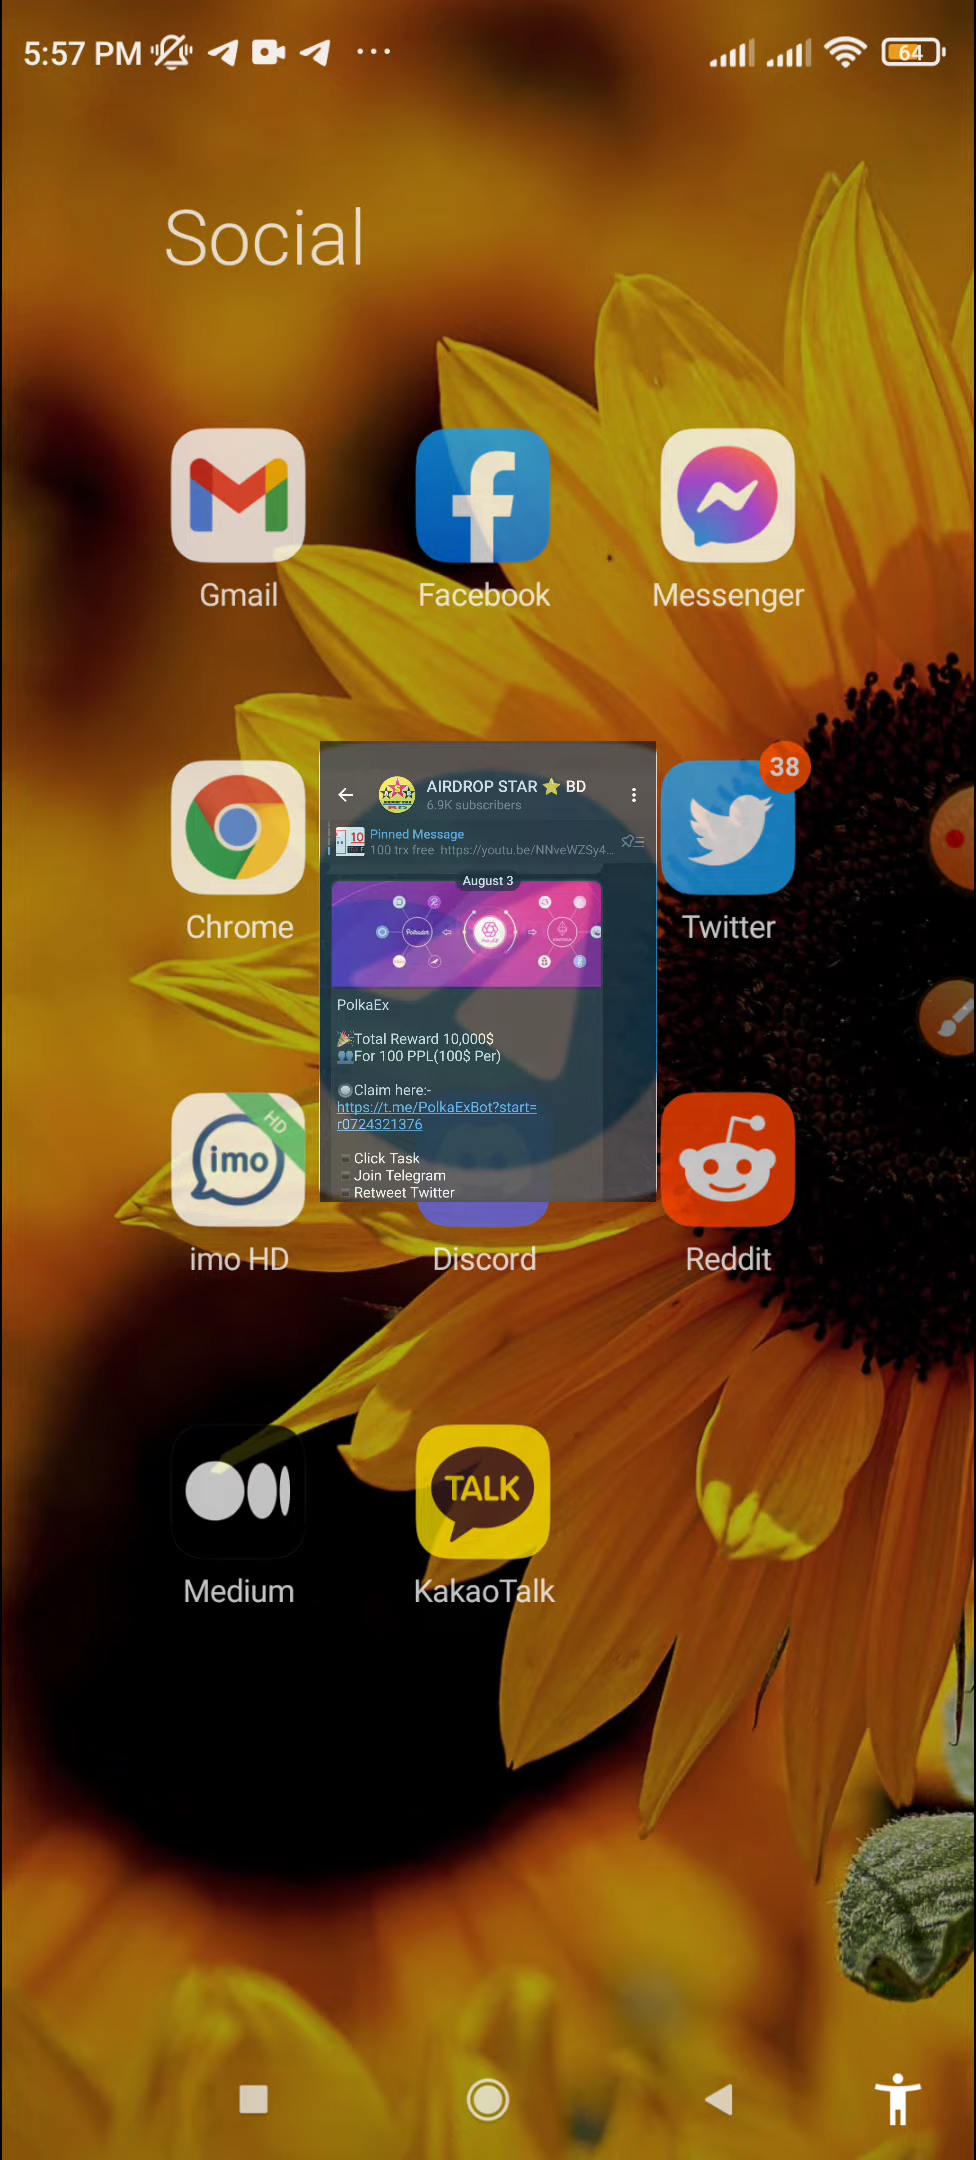 5:57 PM
64
Social
Gmail
Facebook
Messenger
AIRDROP STAR ⭐ BD
6.9K subscribers
Pinned Message
100 trx free https://youtu.be/NNveWZSy4...
10
August 3
Polkadot
PolkaEx
🎉Total Reward 10,000$
👥For 100 PPL(100$ Per)
🔘Claim here:-
https://t.me/PolkaExBot?start=
r0724321376
▪Click Task
▪Join Telegram
▪Retweet Twitter
38
Chrome
Twitter
HD
imo
imo HD
Discord
Reddit
Medium
TALK
KakaoTalk